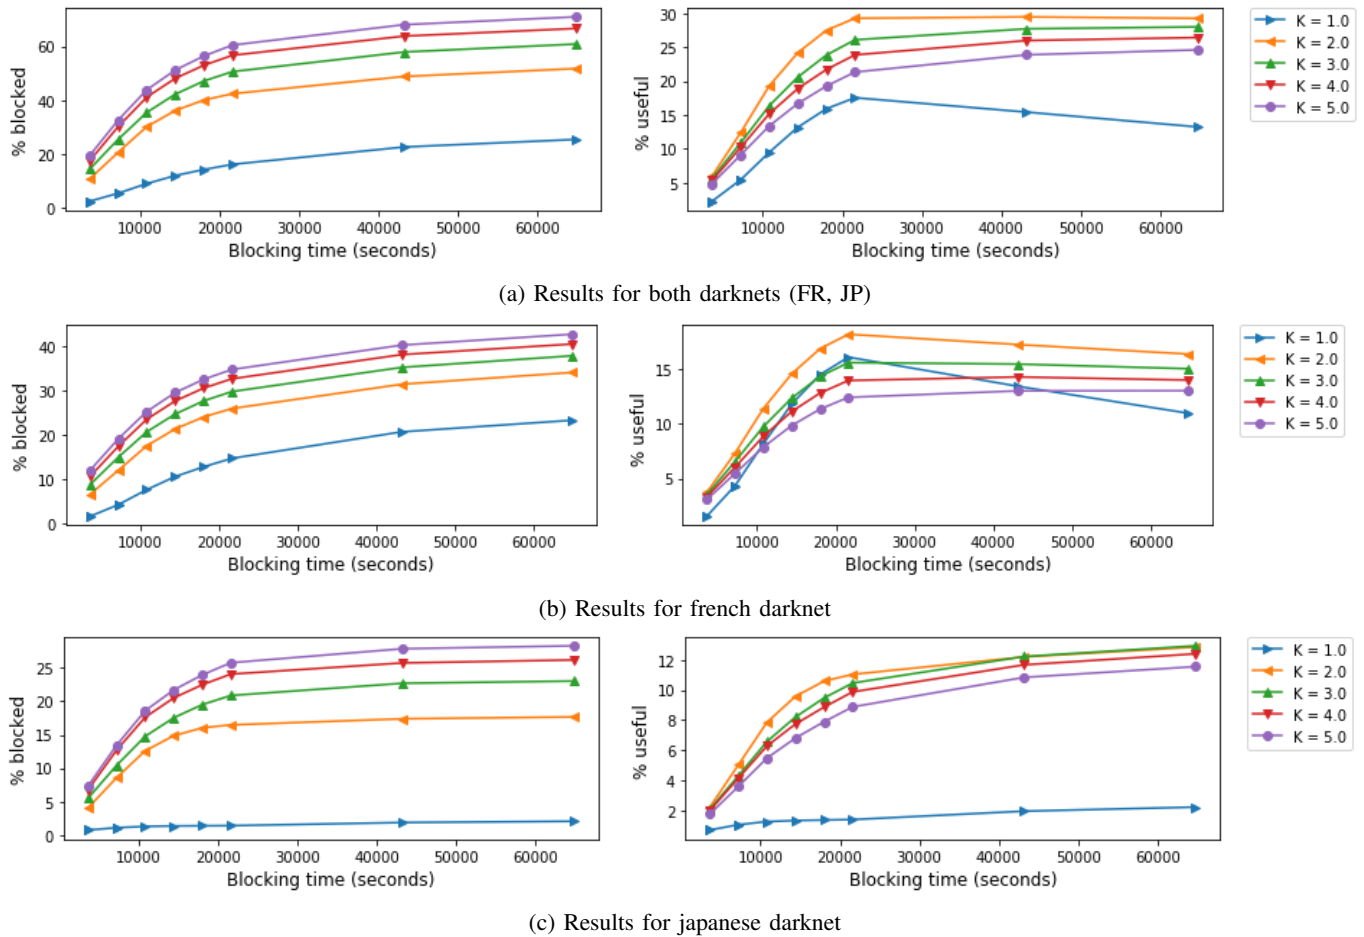 % blocked
60
40
20
0
10000 20000 30000 40000 50000 60000
Blocking time (seconds)
% useful
30
25
20
15
10
5
10000 20000 30000 40000 50000 60000
Blocking time (seconds)
K = 1.0
K = 2.0
K = 3.0
K = 4.0
K = 5.0
(a) Results for both darknets (FR, JP)
% blocked
40
30
20
10
0
10000 20000 30000 40000 50000 60000
Blocking time (seconds)
% useful
15
10
5
10000 20000 30000 40000 50000 60000
Blocking time (seconds)
K = 1.0
K = 2.0
K = 3.0
K = 4.0
K = 5.0
(b) Results for french darknet
% blocked
25
20
15
10
5
0
10000 20000 30000 40000 50000 60000
Blocking time (seconds)
% useful
12
10
8
6
4
2
10000 20000 30000 40000 50000 60000
Blocking time (seconds)
K = 1.0
K = 2.0
K = 3.0
K = 4.0
K = 5.0
(c) Results for japanese darknet